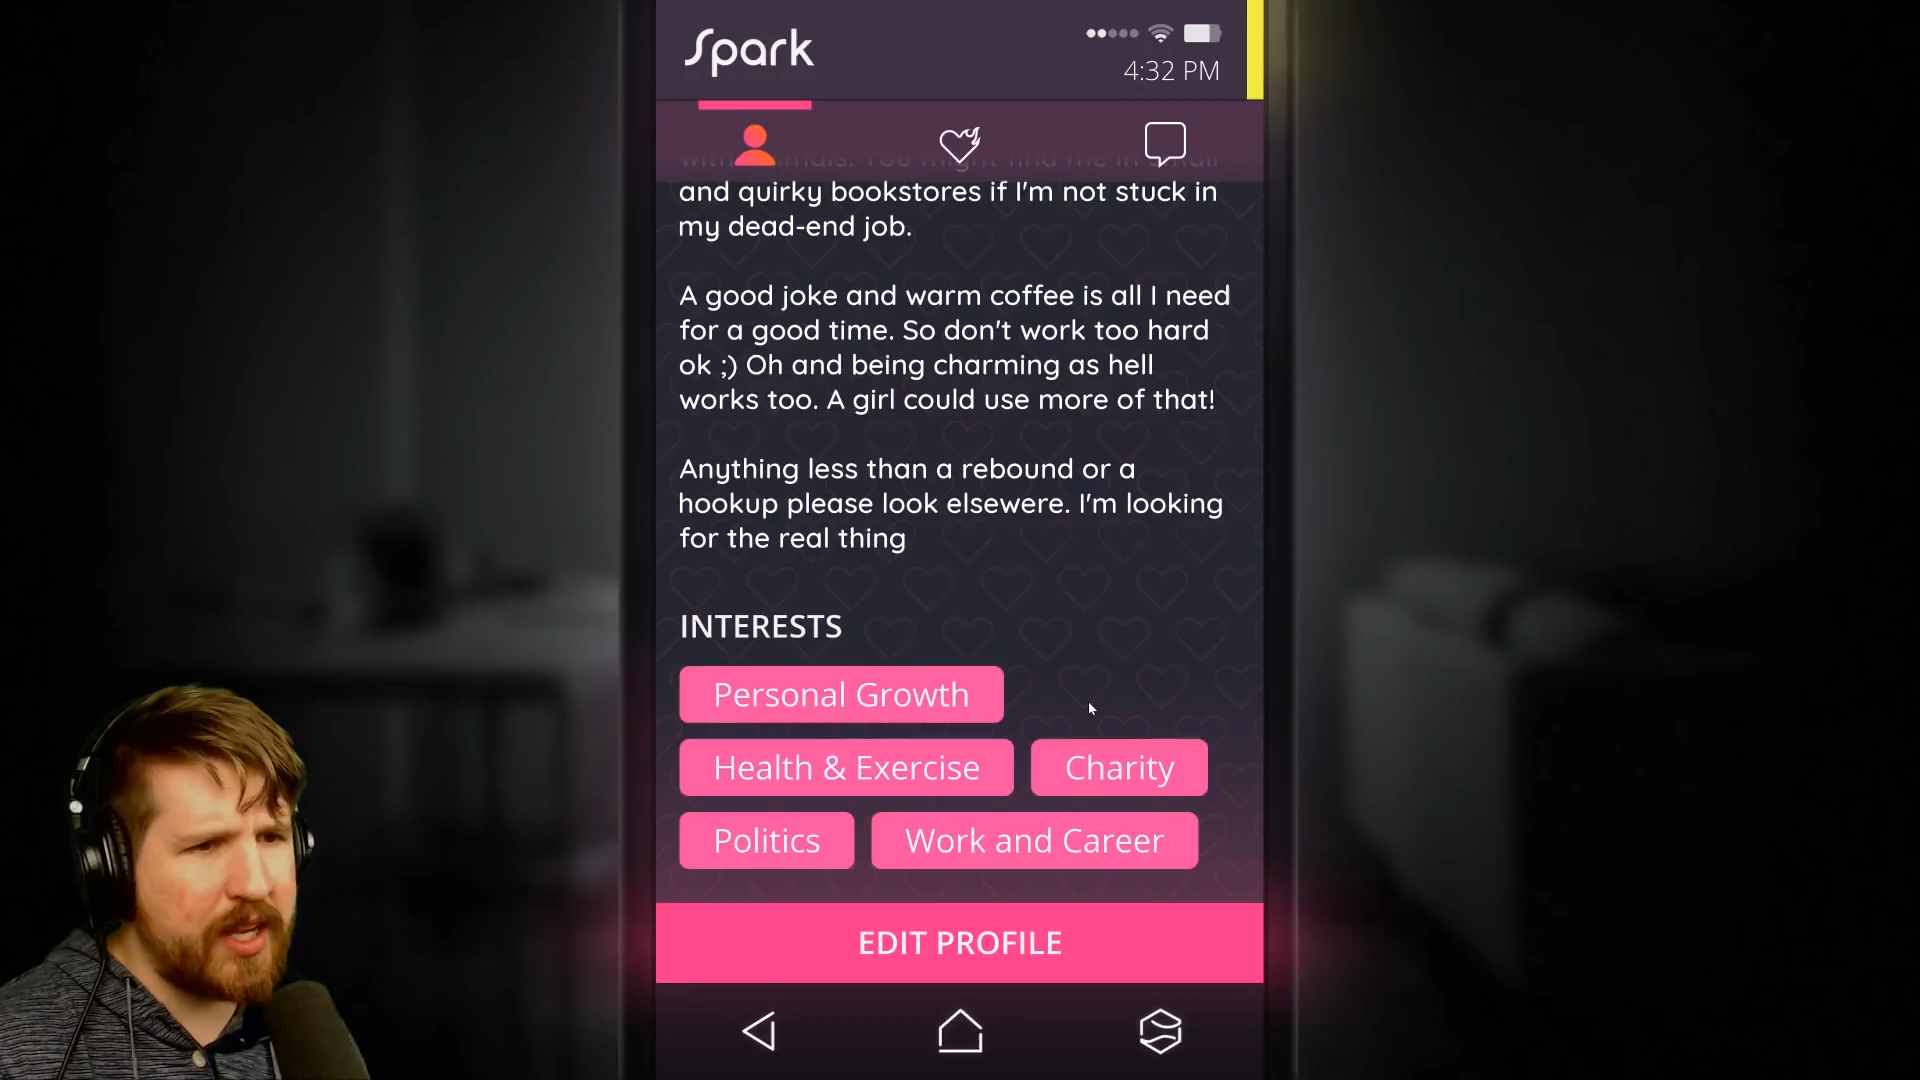 Spark
4:32 PM
and quirky bookstores if I'm not stuck in
my dead-end job.
A good joke and warm coffee is all I need
for a good time. So don't work too hard
ok ;) Oh and being charming as hell
works too. A girl could use more of that!
Anything less than a rebound or a
hookup please look elsewere. I'm looking
for the real thing
INTERESTS
Personal Growth
Health & Exercise
Charity
Politics
Work and Career
EDIT PROFILE